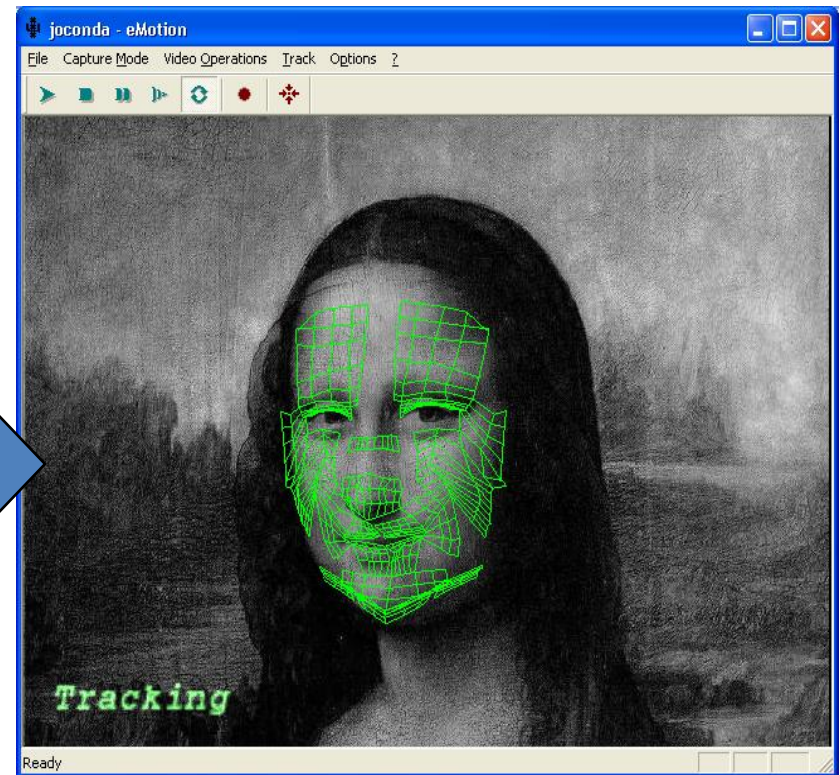 joconda - eMotion
File Capture Mode Video Operations Track Options ?
Tracking
Ready